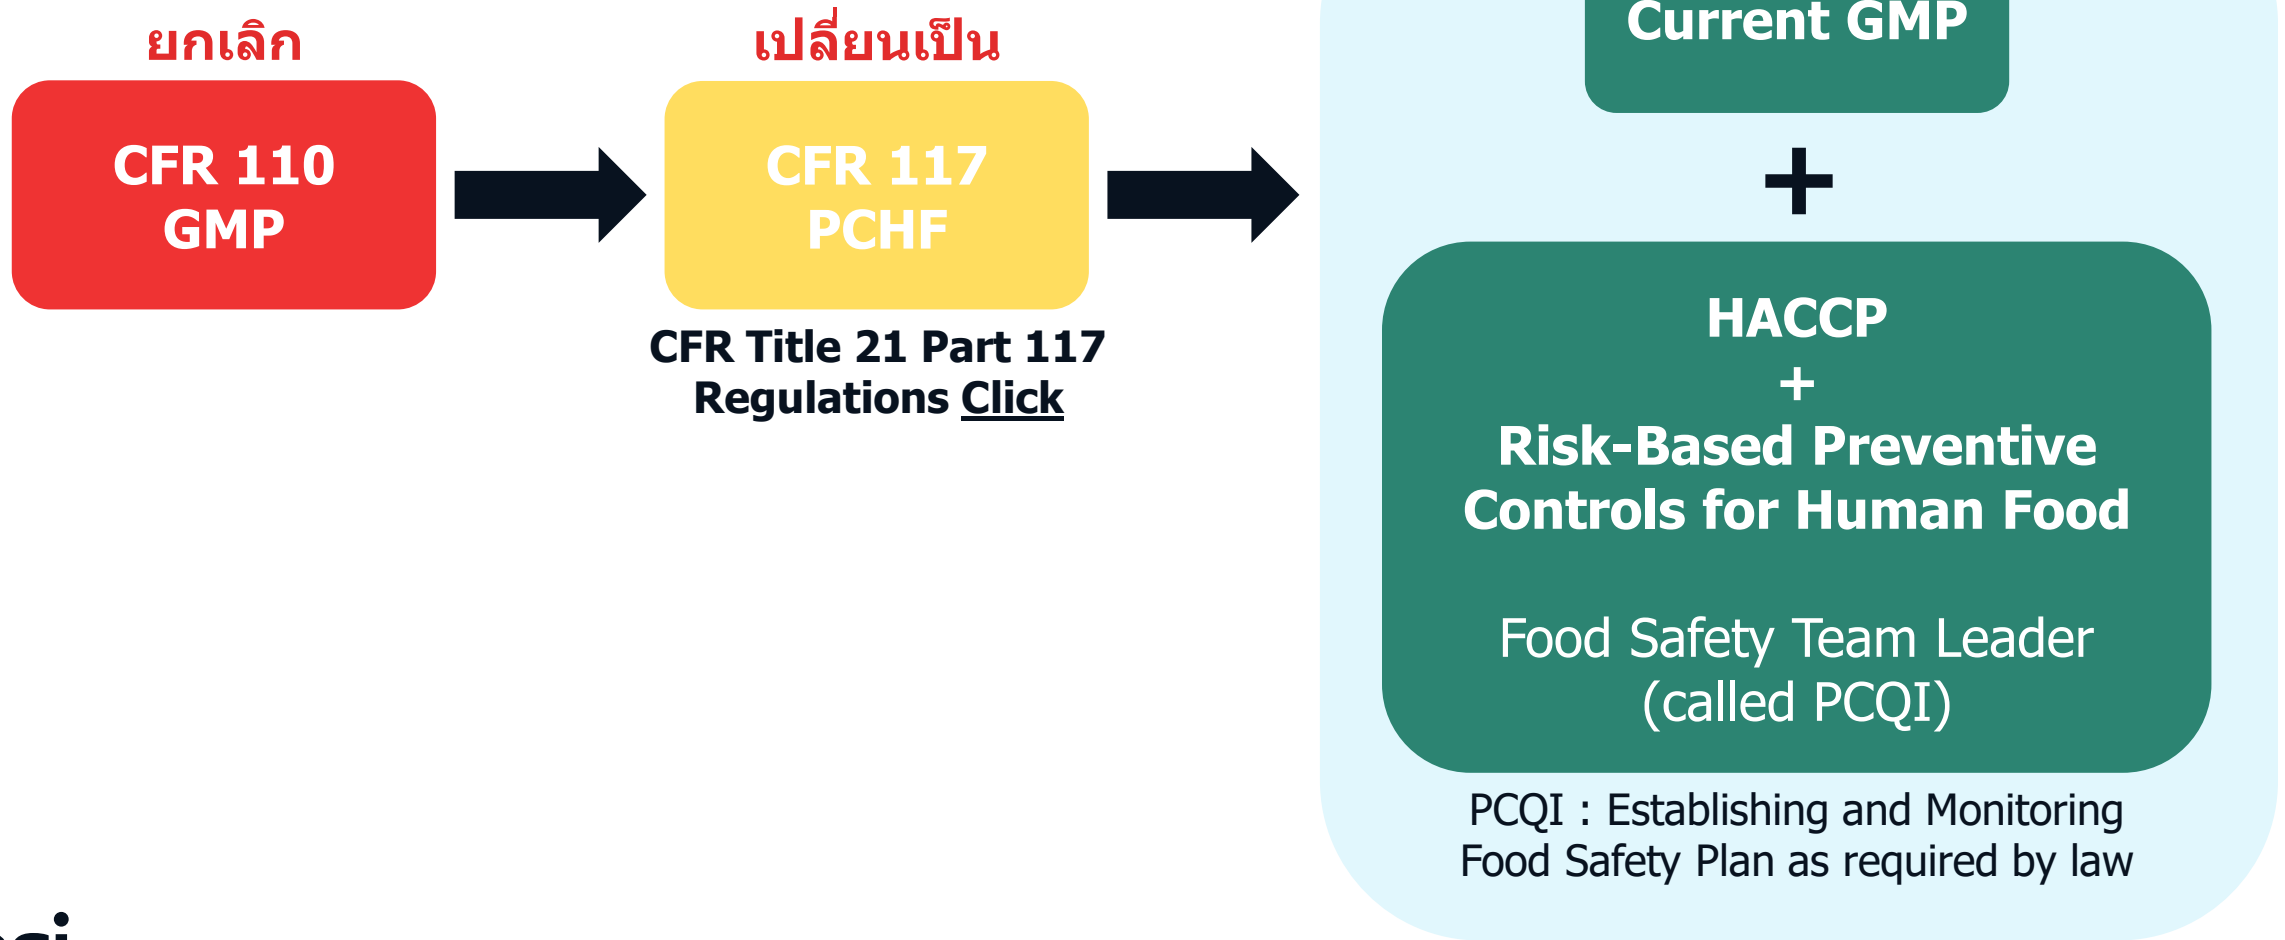 ยกเลิก
CFR 110
GMP
เปลี่ยนเป็น
CFR 117
PCHF
CFR Title 21 Part 117
Regulations Click
Current GMP
+
HACCP
+
Risk-Based Preventive
Controls for Human Food
Food Safety Team Leader
(called PCQI)
PCQI : Establishing and Monitoring
Food Safety Plan as required by law